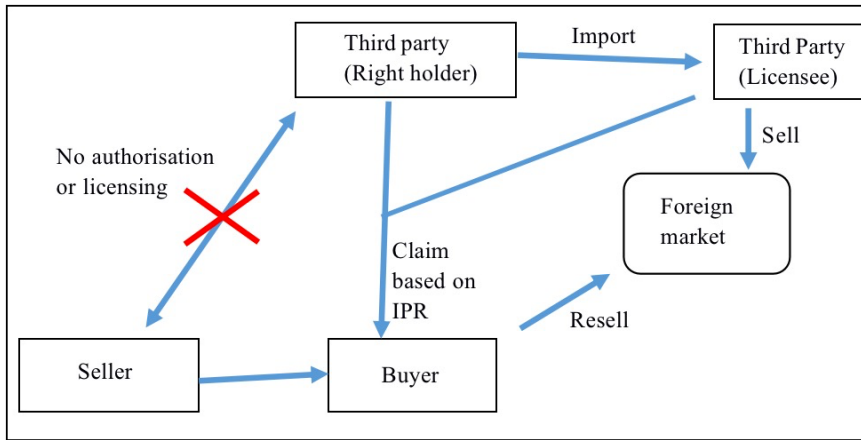 Third party
(Right holder)
Import
Third Party
(Licensee)
No authorisation
or licensing
Sell
Foreign
market
Claim
based on
IPR
Resell
Seller
Buyer